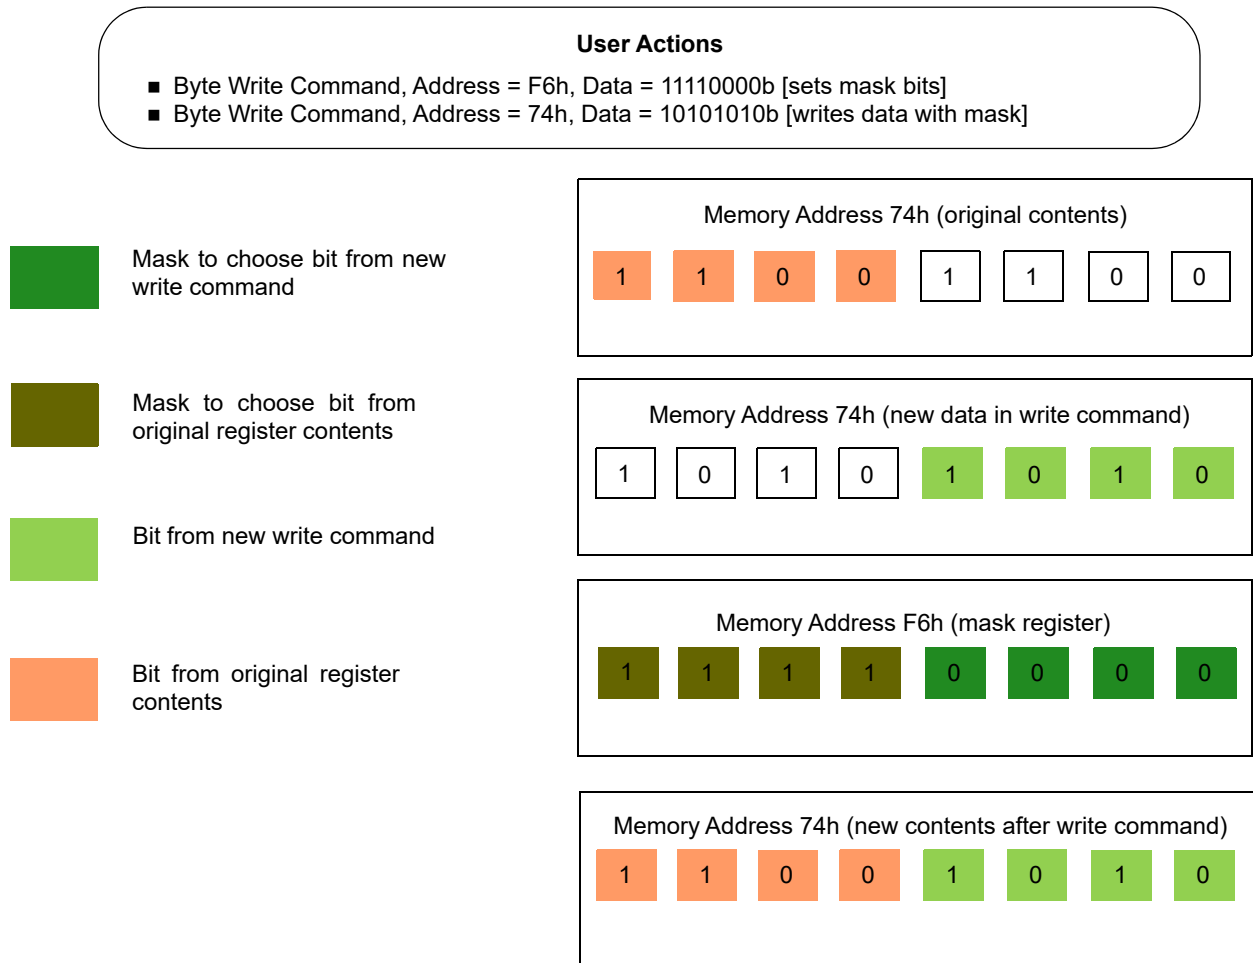 User Actions
■ Byte Write Command, Address = F6h, Data = 11110000b [sets mask bits]
■ Byte Write Command, Address = 74h, Data = 10101010b [writes data with mask]
Mask to choose bit from new
write command
Mask to choose bit from
original register contents
Bit from new write command
Bit from original register
contents
Memory Address 74h (original contents)
1 1 0 0 1 1 0 0
Memory Address 74h (new data in write command)
1 0 1 0 1 0 1 0
Memory Address F6h (mask register)
1 1 1 1 0 0 0 0
Memory Address 74h (new contents after write command)
1 1 0 0 1 0 1 0